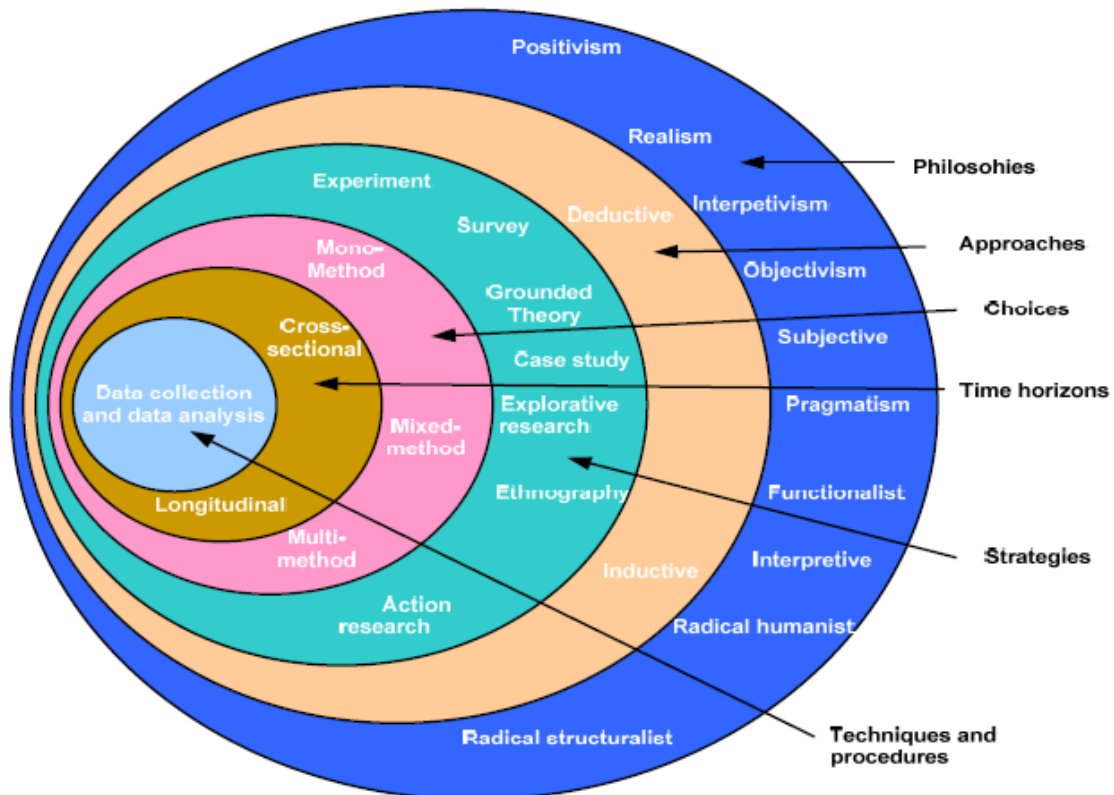 Positivism
Realism
Philosohies
Experiment
Interpetivism
Deductive
Survey
Approaches
Mono-
Method
Objectivism
Grounded
Theory
Choices
Cross-
sectional
Subjective
Case study
Data collection
and data analysis
Time horizons
Explorative
research
Pragmatism
Mixed-
method
Ethnography
Functionalist
Longitudinal
Multi-
method
Strategies
Interpretive
Inductive
Action
research
Radical humanist
Radical structuralist
Techniques and
procedures